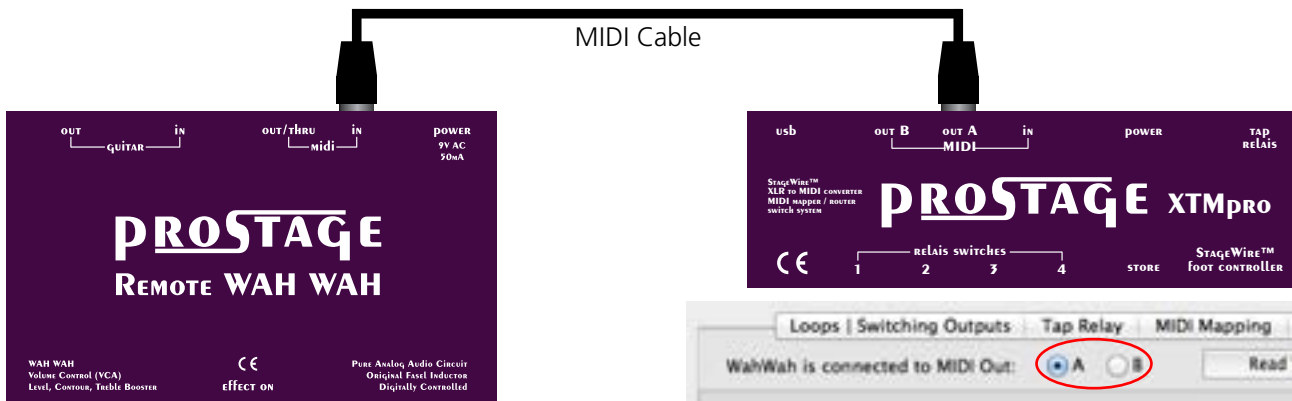 MIDI Cable
OUT IN OUT/THRU IN POWER
GUITAR Midi 9V AC
50mA
PROSTAGE
REMOTE WAH WAH
WAH WAH
Volume Control (VCA)
Level, Contour, Treble Booster
CE
EFFECT ON
Pure Analog Audio Circuit
Original Fasel Inductor
Digitally Controlled
usb OUT B OUT A IN POWER TAP
MIDI RELAIS
StageWire™
XLR to MIDI converter
MIDI mapper / router
switch system
PROSTAGE XTMpro
CE
RELAIS SWITCHES
1 2 3 4 STORE
StageWire™
foot controller
Loops | Switching Outputs Tap Relay MIDI Mapping
WahWah is connected to MIDI Out: A B Read